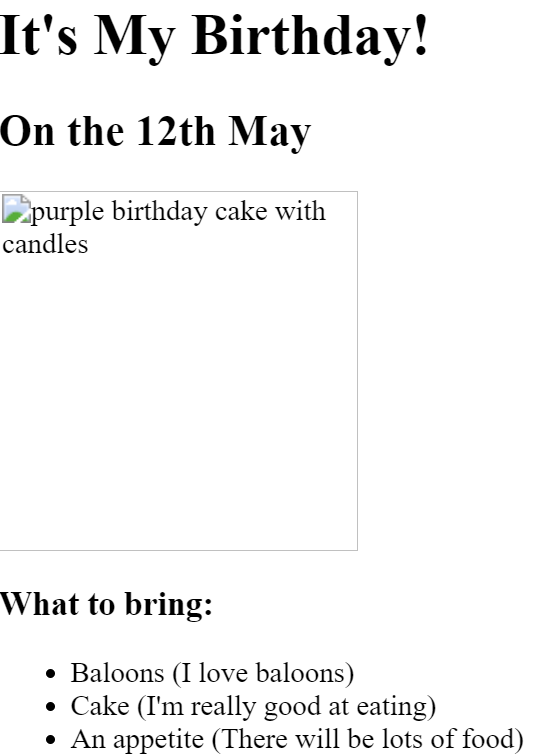 It's My Birthday!
On the 12th May
purple birthday cake with
candles
What to bring:
Baloons (I love baloons)
Cake (I'm really good at eating)
An appetite (There will be lots of food)